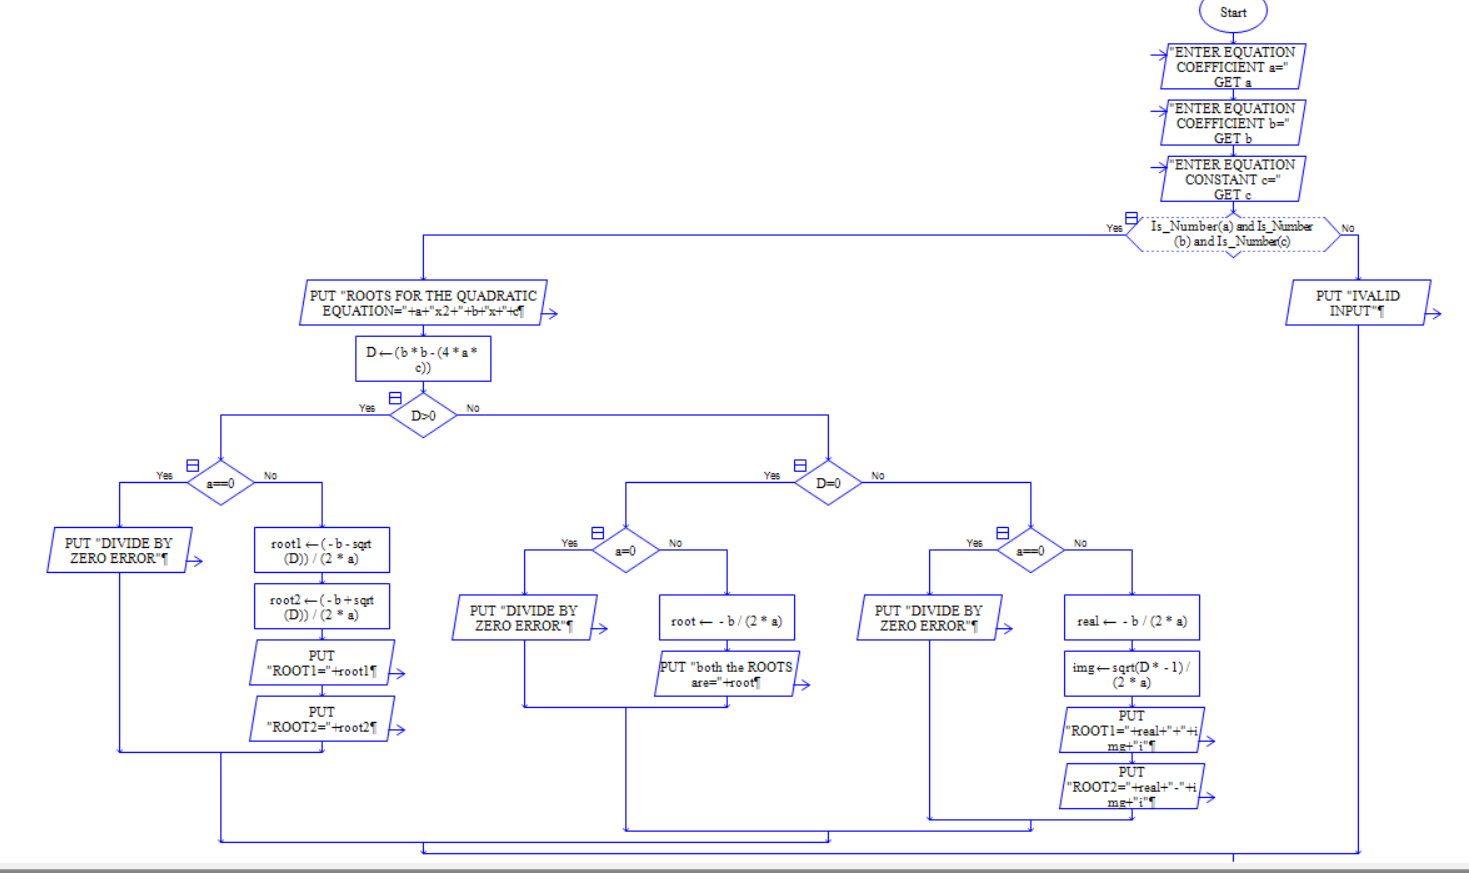 Start
"ENTER EQUATION
COEFFICIENT a="
GET a
"ENTER EQUATION
COEFFICIENT b="
GET b
"ENTER EQUATION
CONSTANT c="
GET c
Yes
Is_Number(a) and Is_Number
(b) and Is_Number(c)
No
PUT "ROOTS FOR THE QUADRATIC
EQUATION="+a+"x2+"+b+"x+"+c¶
PUT "IVALID
INPUT"¶
D←(b*b-(4*a*
c))
Yes
D>0
No
Yes
a==0
No
Yes
D=0
No
PUT "DIVIDE BY
ZERO ERROR"¶
root1←(-b-sqrt
(D))/(2*a)
root2←(-b+sqrt
(D))/(2*a)
PUT
"ROOT1="+root1¶
PUT
"ROOT2="+root2¶
Yes
a=0
No
PUT "DIVIDE BY
ZERO ERROR"¶
root←-b/(2*a)
PUT "both the ROOTS
are="+root¶
Yes
a==0
No
PUT "DIVIDE BY
ZERO ERROR"¶
real←-b/(2*a)
img←sqrt(D*-1)/
(2*a)
PUT
"ROOT1="+real+"+"+i
mg+"i"¶
PUT
"ROOT2="+real+"-"+i
mg+"i"¶